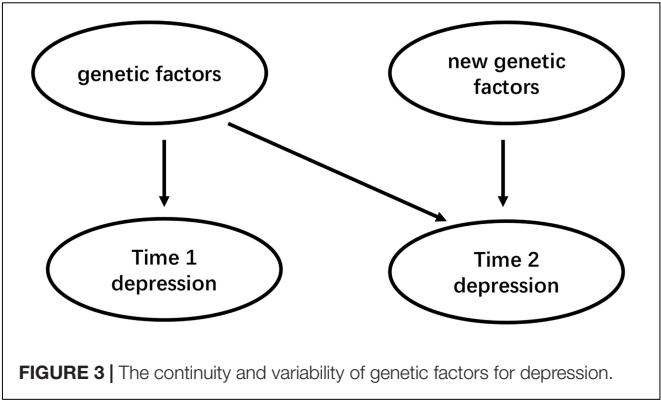 genetic factors
new genetic
factors
Time 1
depression
Time 2
depression
FIGURE 3 | The continuity and variability of genetic factors for depression.